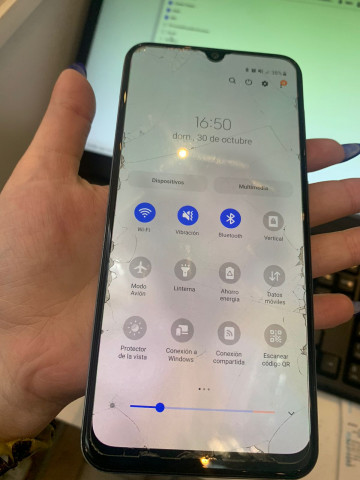 16:50
dom., 30 de octubre
Dispositivos
Multimedia
Wi-Fi
Vibración
Bluetooth
Vertical
Modo
Avión
Linterna
Ahorro
energía
Datos
móviles
Protector
de la vista
Conexión a
Windows
Conexión
compartida
Escanear
código QR